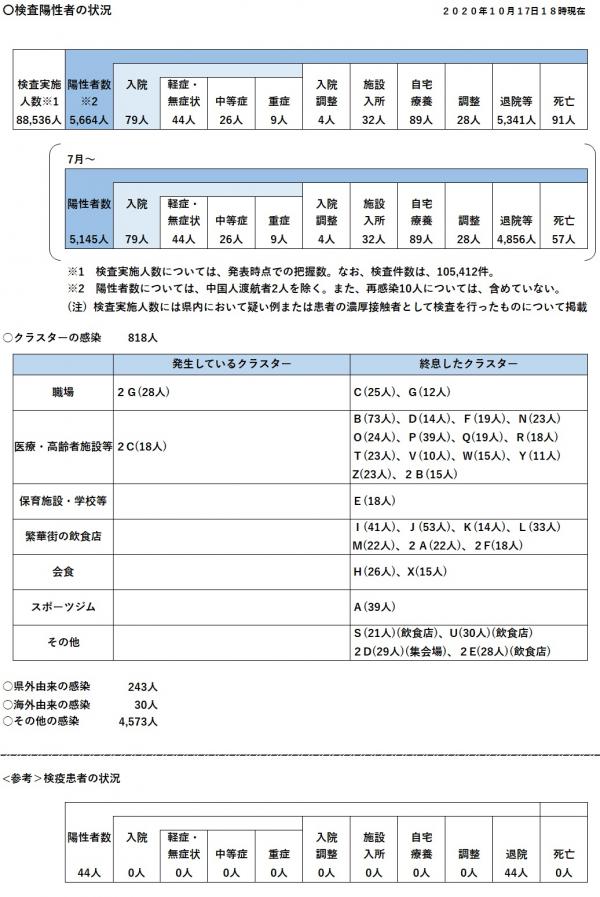 ○検査陽性者の状況
２０２０年１０月１７日１８時現在
検査実施 陽性者数 入院 軽症・ 中等症 重症 入院 施設 自宅 調整 退院等 死亡
人数※1 ※2 無症状 調整 入所 療養
88,536人 5,664人 79人 44人 26人 9人 4人 32人 89人 28人 5,341人 91人
7月～
陽性者数 入院 軽症・ 中等症 重症 入院 施設 自宅 調整 退院等 死亡
無症状 調整 入所 療養
5,145人 79人 44人 26人 9人 4人 32人 89人 28人 4,856人 57人
※1 検査実施人数については、発表時点での把握数。なお、検査件数は、105,412件。
※2 陽性者数については、中国人渡航者2人を除く。また、再感染10人については、含めていない。
（注）検査実施人数には県内において疑い例または患者の濃厚接触者として検査を行ったものについて掲載
○クラスターの感染 818人
発生しているクラスター 終息したクラスター
職場 ２Ｇ(28人) Ｃ(25人)、Ｇ(12人)
医療・高齢者施設等 ２C(18人)
Ｂ(73人)、Ｄ(14人)、Ｆ(19人)、Ｎ(23人)
Ｏ(24人)、Ｐ(39人)、Q(19人)、Ｒ(18人)
Ｔ(23人)、Ｖ(10人)、Ｗ(15人)、Ｙ(11人)
Z(23人)、２Ｂ(15人)
保育施設・学校等 Ｅ(18人)
繁華街の飲食店
Ｉ(41人)、Ｊ(53人)、Ｋ(14人)、Ｌ(33人)
Ｍ(22人)、２Ａ(22人)、２F(18人)
会食 Ｈ(26人)、X(15人)
スポーツジム Ａ(39人)
その他
Ｓ(21人)(飲食店)、U(30人)(飲食店)
２Ｄ(29人)(集会場)、２Ｅ(28人)(飲食店)
○県外由来の感染 243人
○海外由来の感染 30人
○その他の感染 4,573人
<参考＞検疫患者の状況
陽性者数 入院 軽症・ 中等症 重症 入院 施設 自宅 調整 退院 死亡
無症状 調整 入所 療養
44人 0人 0人 0人 0人 0人 0人 0人 0人 44人 0人